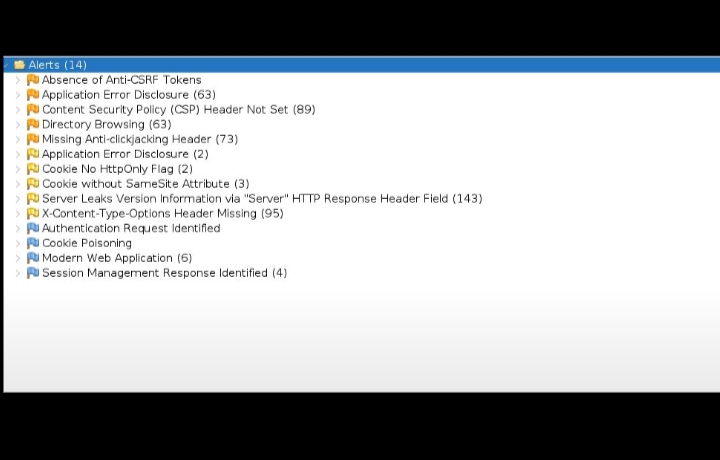 Alerts (14)
Absence of Anti-CSRF Tokens
Application Error Disclosure (63)
Content Security Policy (CSP) Header Not Set (89)
Directory Browsing (63)
Missing Anti-clickjacking Header (73)
Application Error Disclosure (2)
Cookie No HttpOnly Flag (2)
Cookie without SameSite Attribute (3)
Server Leaks Version Information via "Server" HTTP Response Header Field (143)
X-Content-Type-Options Header Missing (95)
Authentication Request Identified
Cookie Poisoning
Modern Web Application (6)
Session Management Response Identified (4)